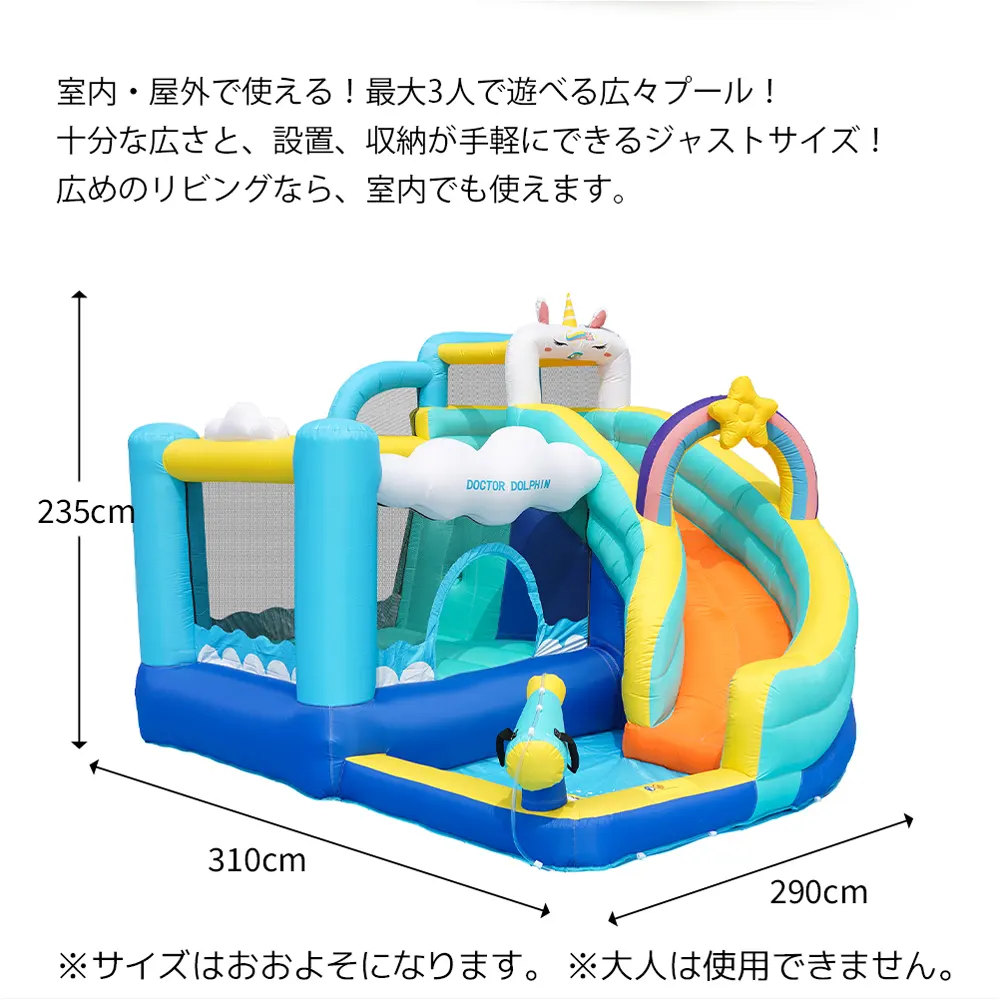 室内・屋外で使える！最大3人で遊べる広々プール！
十分な広さと、設置、収納が手軽にできるジャストサイズ！
広めのリビングなら、室内でも使えます。
DOCTOR DOLPHIN
235cm
310cm
290cm
※サイズはおおよそになります。 ※大人は使用できません。